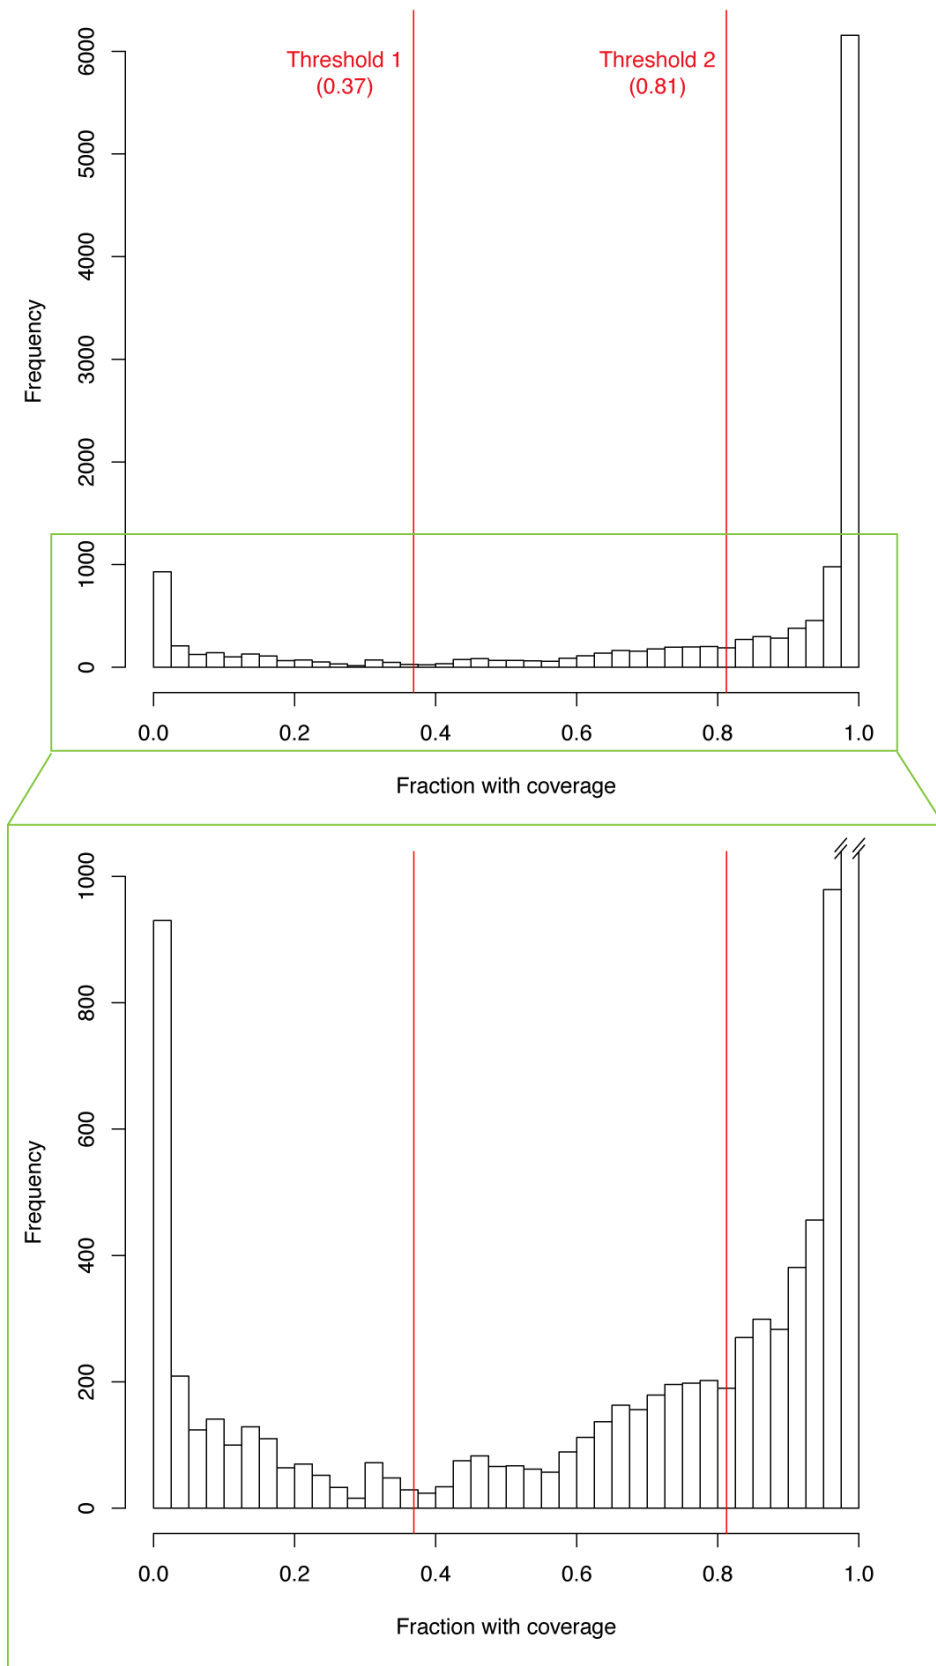 6000
Threshold 1
(0.37)
Threshold 2
(0.81)
5000
4000
3000
2000
1000
0
Frequency
0.0 0.2 0.4 0.6 0.8 1.0
Fraction with coverage
1000
800
600
400
200
0
Frequency
0.0 0.2 0.4 0.6 0.8 1.0
Fraction with coverage